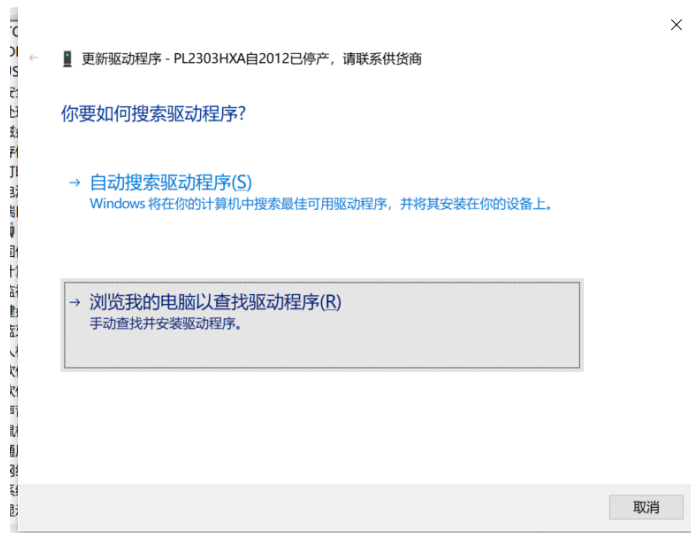 更新驱动程序 - PL2303HXA自2012已停产，请联系供货商
你要如何搜索驱动程序?
自动搜索驱动程序(S)
Windows 将在你的计算机中搜索最佳可用驱动程序，并将其安装在你的设备上。
浏览我的电脑以查找驱动程序(R)
手动查找并安装驱动程序。
取消